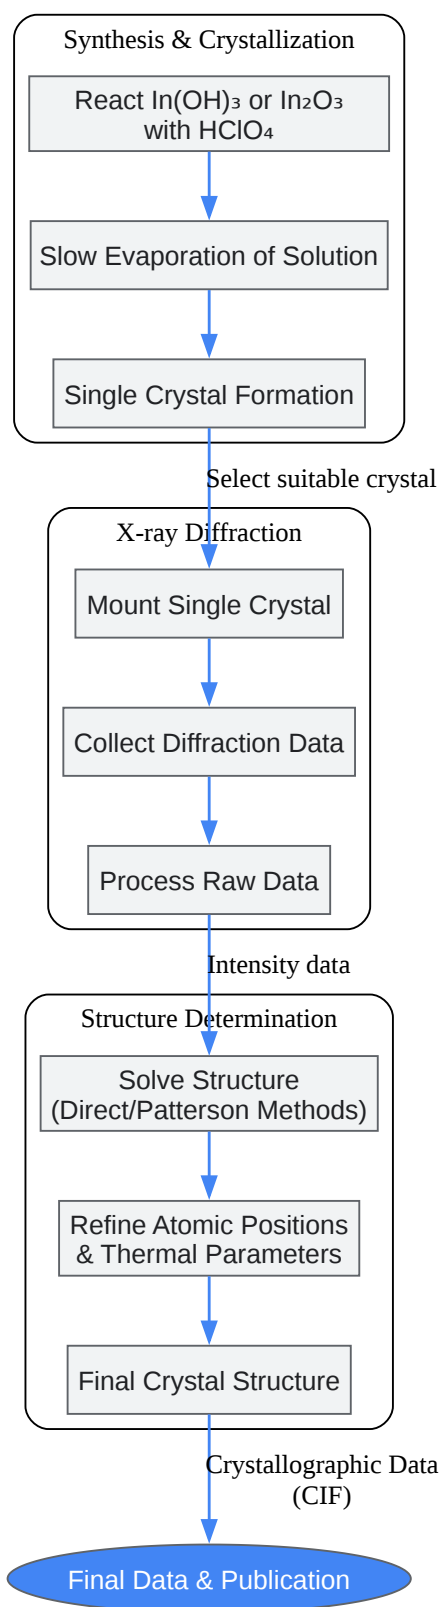 Synthesis & Crystallization
React In(OH)₃ or In₂O₃
with HClO₄
Slow Evaporation of Solution
Single Crystal Formation
Select suitable crystal
X-ray Diffraction
Mount Single Crystal
Collect Diffraction Data
Process Raw Data
Intensity data
Structure Determination
Solve Structure
(Direct/Patterson Methods)
Refine Atomic Positions
& Thermal Parameters
Final Crystal Structure
Crystallographic Data
(CIF)
Final Data & Publication